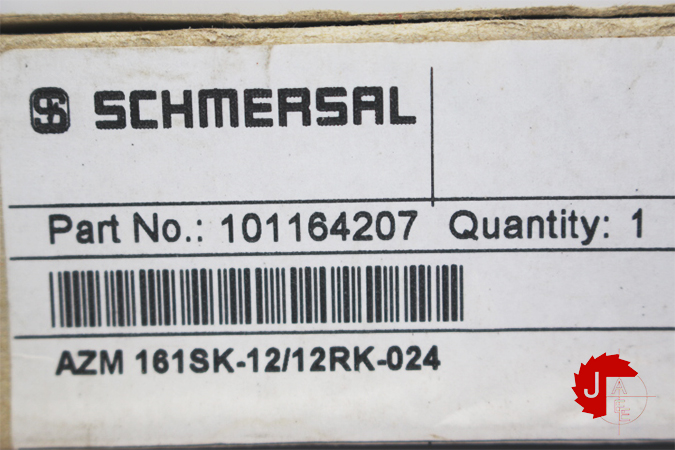 SCHMERSAL
Part No.: 101164207 Quantity: 1
AZM 161SK-12/12RK-024
J